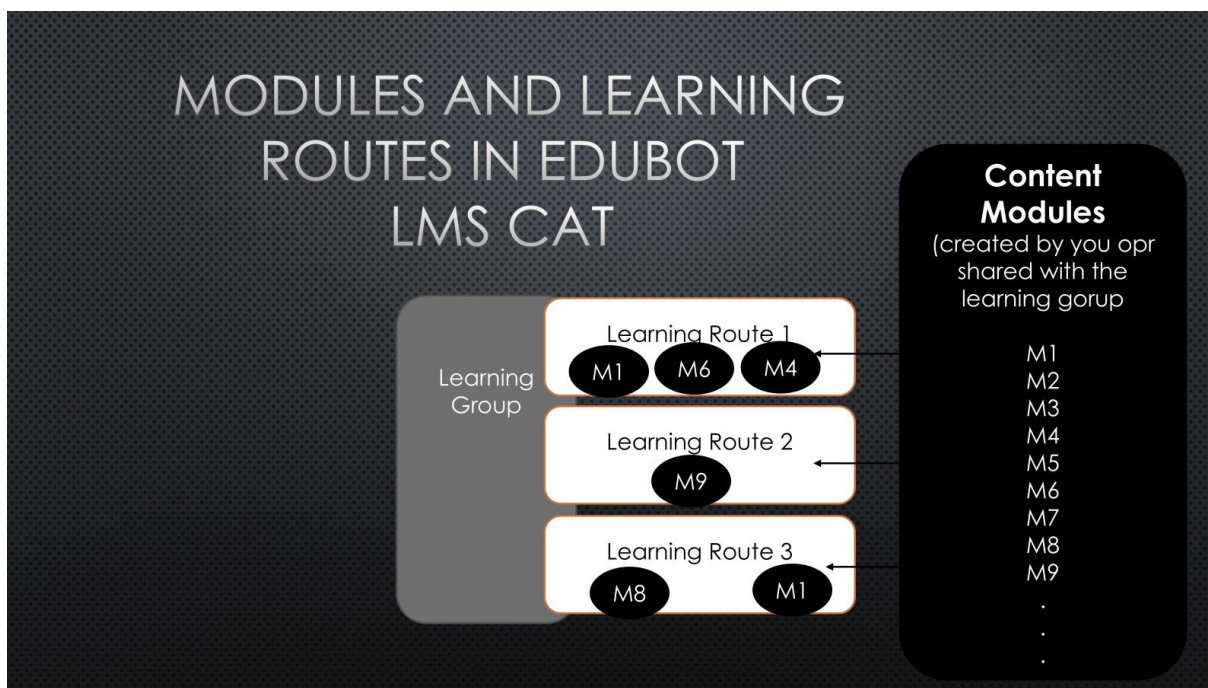 MODULES AND LEARNING
ROUTES IN EDUBOT
LMS CAT
Learning
Group
Learning Route 1
M1 M6 M4
Learning Route 2
M9
Learning Route 3
M8 M1
Content
Modules
(created by you opr
shared with the
learning gorup
M1
M2
M3
M4
M5
M6
M7
M8
M9
.
.
.